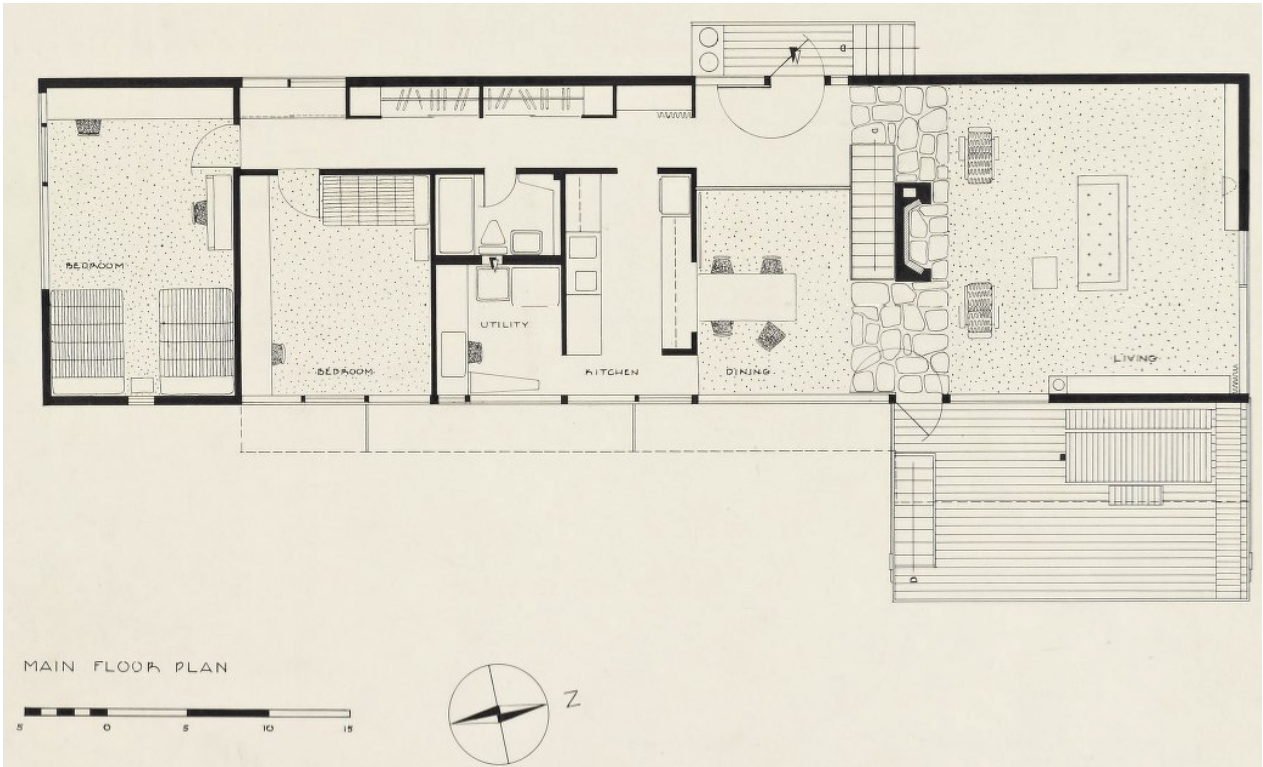 D
D
BEDROOM
UTILITY
BEDROOM
KITCHEN
DINING
LIVING
D
MAIN FLOOR PLAN
5 0 5 10 15
N